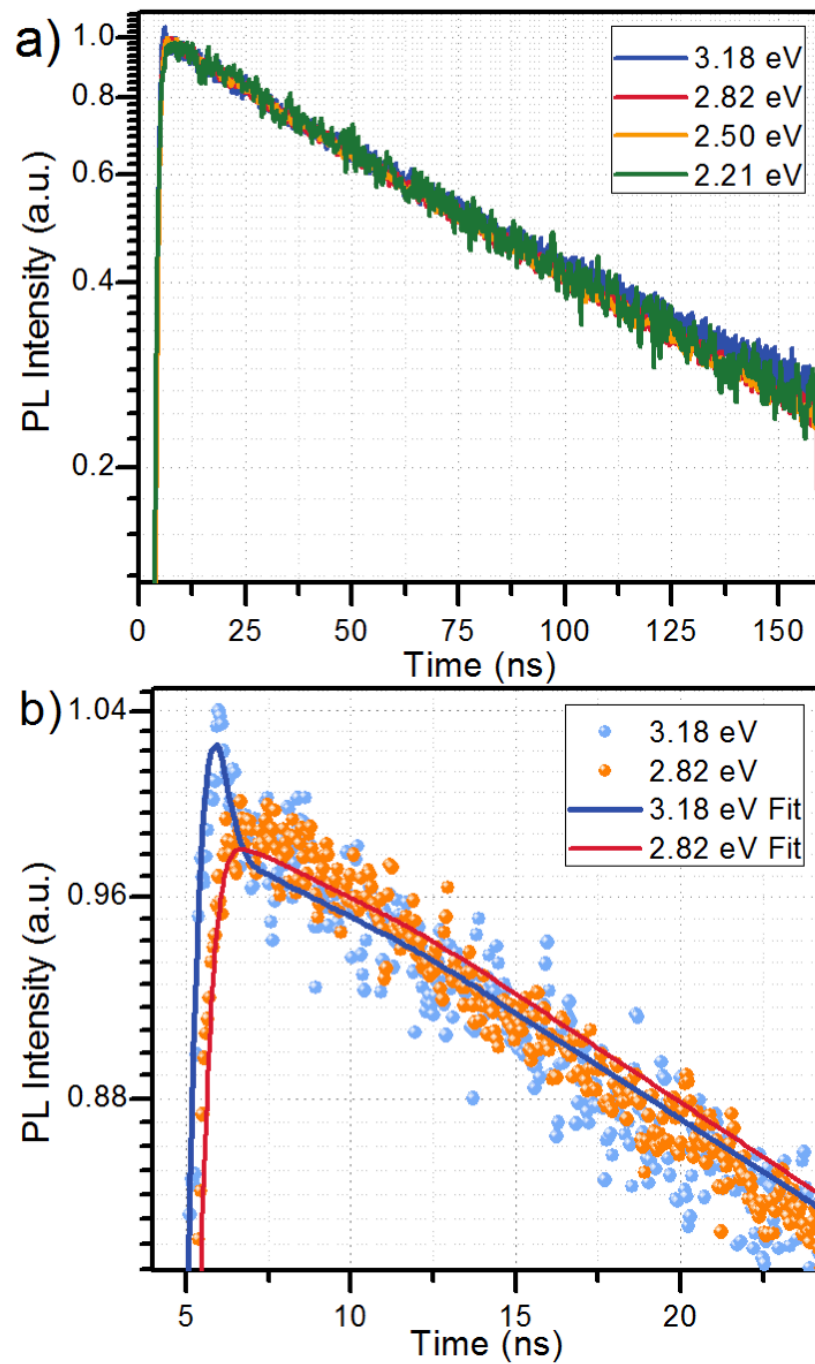 a)
1.0
0.8
0.6
0.4
0.2
PL Intensity (a.u.)
3.18 eV
2.82 eV
2.50 eV
2.21 eV
0 25 50 75 100 125 150
Time (ns)
b)
1.04
0.96
0.88
PL Intensity (a.u.)
3.18 eV
2.82 eV
3.18 eV Fit
2.82 eV Fit
5 10 15 20
Time (ns)